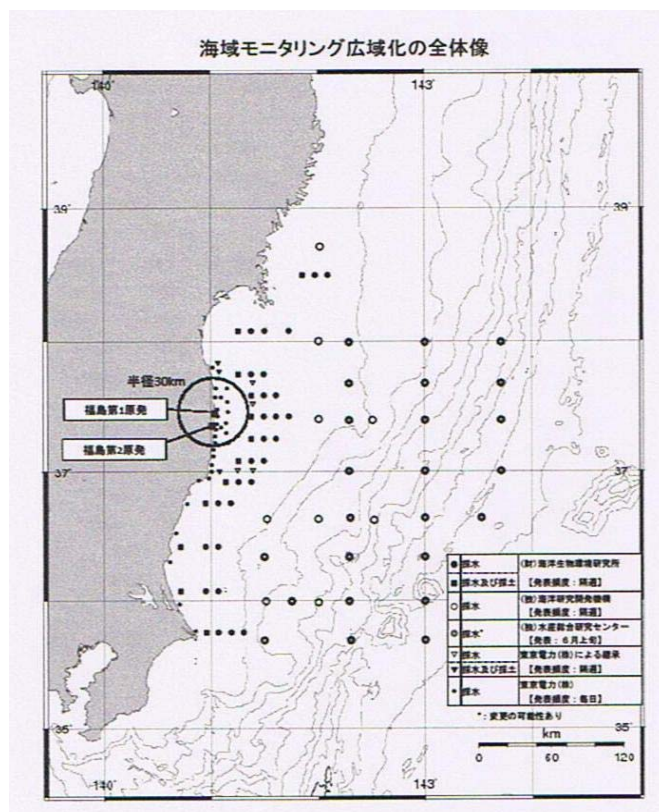 海域モニタリング広域化の全体像
140°
143°
39°
39°
半径30km
福島第1原発
福島第2原発
37°
37°
● 採水 (財)海洋生物環境研究所
■ 採水及び採土 【発表頻度：隔週】
○ 採水 (独)海洋研究開発機構
【発表頻度：隔週】
◎ 採水* (独)水産総合研究センター
【発表：6月上旬】
▽ 採水 東京電力(株)による継承
▼ 採水及び採土 【発表頻度：隔週】
• 採水 東京電力(株)
【発表頻度：毎日】
*：変更の可能性あり
35°
35°
km
0 60 120
140°
143°